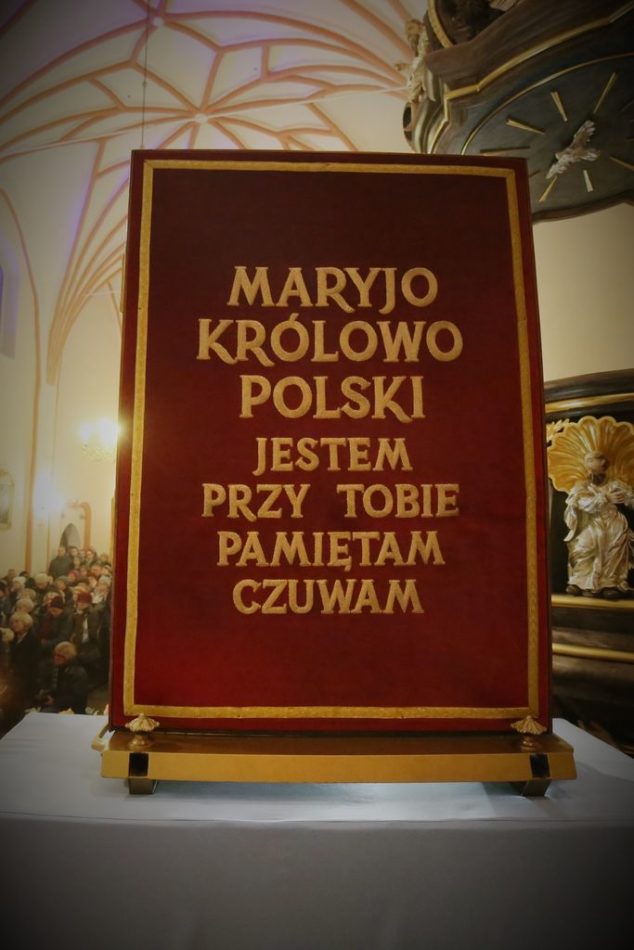 MARYJO
KRÓLOWO
POLSKI
JESTEM
PRZY TOBIE
PAMIĘTAM
CZUWAM